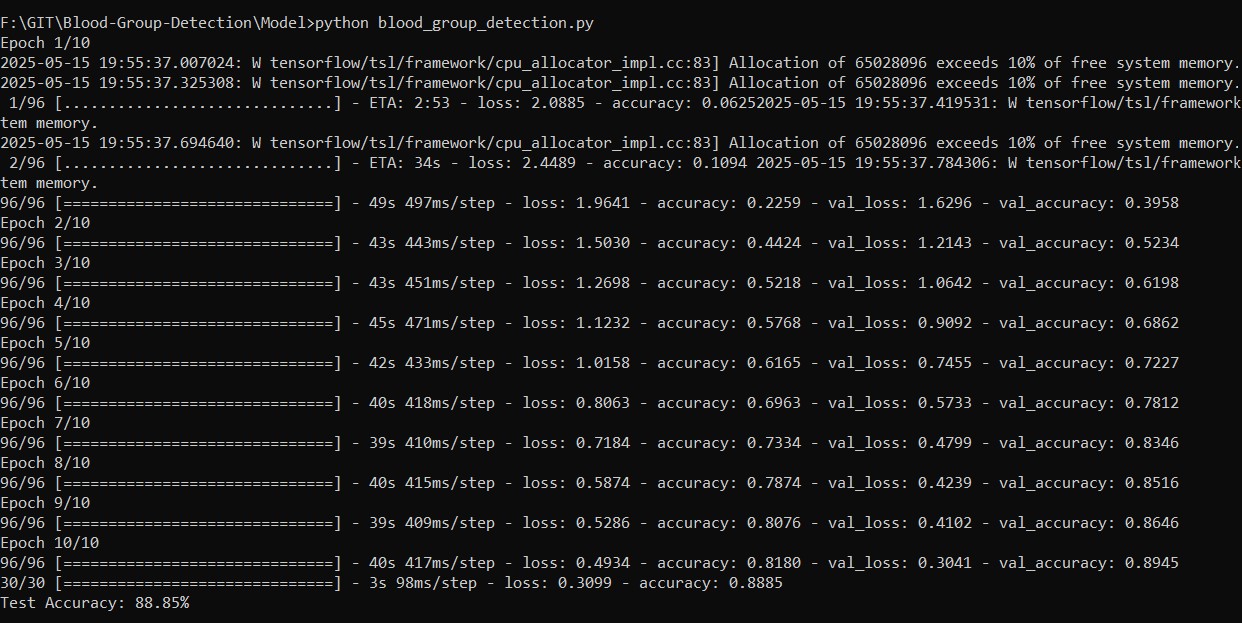 F:\GIT\Blood-Group-Detection\Model>python blood_group_detection.py
Epoch 1/10
2025-05-15 19:55:37.007024: W tensorflow/tsl/framework/cpu_allocator_impl.cc:83] Allocation of 65028096 exceeds 10% of free system memory.
2025-05-15 19:55:37.325308: W tensorflow/tsl/framework/cpu_allocator_impl.cc:83] Allocation of 65028096 exceeds 10% of free system memory.
1/96 [..............................] - ETA: 2:53 - loss: 2.0885 - accuracy: 0.06252025-05-15 19:55:37.419531: W tensorflow/tsl/framework
tem memory.
2025-05-15 19:55:37.694640: W tensorflow/tsl/framework/cpu_allocator_impl.cc:83] Allocation of 65028096 exceeds 10% of free system memory.
2/96 [..............................] - ETA: 34s - loss: 2.4489 - accuracy: 0.1094 2025-05-15 19:55:37.784306: W tensorflow/tsl/framework
tem memory.
96/96 [==============================] - 49s 497ms/step - loss: 1.9641 - accuracy: 0.2259 - val_loss: 1.6296 - val_accuracy: 0.3958
Epoch 2/10
96/96 [==============================] - 43s 443ms/step - loss: 1.5030 - accuracy: 0.4424 - val_loss: 1.2143 - val_accuracy: 0.5234
Epoch 3/10
96/96 [==============================] - 43s 451ms/step - loss: 1.2698 - accuracy: 0.5218 - val_loss: 1.0642 - val_accuracy: 0.6198
Epoch 4/10
96/96 [==============================] - 45s 471ms/step - loss: 1.1232 - accuracy: 0.5768 - val_loss: 0.9092 - val_accuracy: 0.6862
Epoch 5/10
96/96 [==============================] - 42s 433ms/step - loss: 1.0158 - accuracy: 0.6165 - val_loss: 0.7455 - val_accuracy: 0.7227
Epoch 6/10
96/96 [==============================] - 40s 418ms/step - loss: 0.8063 - accuracy: 0.6963 - val_loss: 0.5733 - val_accuracy: 0.7812
Epoch 7/10
96/96 [==============================] - 39s 410ms/step - loss: 0.7184 - accuracy: 0.7334 - val_loss: 0.4799 - val_accuracy: 0.8346
Epoch 8/10
96/96 [==============================] - 40s 415ms/step - loss: 0.5874 - accuracy: 0.7874 - val_loss: 0.4239 - val_accuracy: 0.8516
Epoch 9/10
96/96 [==============================] - 39s 409ms/step - loss: 0.5286 - accuracy: 0.8076 - val_loss: 0.4102 - val_accuracy: 0.8646
Epoch 10/10
96/96 [==============================] - 40s 417ms/step - loss: 0.4934 - accuracy: 0.8180 - val_loss: 0.3041 - val_accuracy: 0.8945
30/30 [==============================] - 3s 98ms/step - loss: 0.3099 - accuracy: 0.8885
Test Accuracy: 88.85%